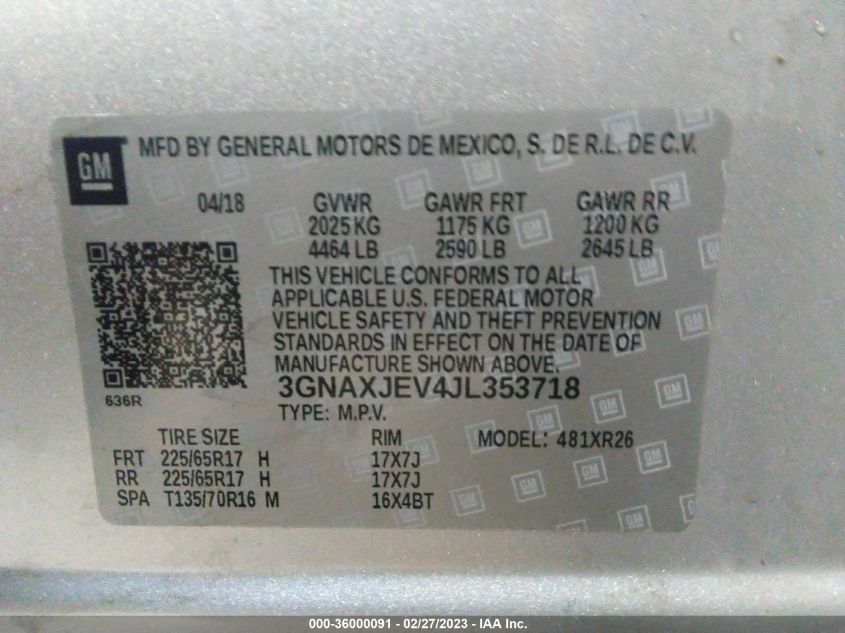 GM MFD BY GENERAL MOTORS DE MEXICO, S. DE R.L. DE C.V.
04/18 GVWR GAWR FRT GAWR RR
2025 KG 1175 KG 1200 KG
4464 LB 2590 LB 2645 LB
THIS VEHICLE CONFORMS TO ALL
APPLICABLE U.S. FEDERAL MOTOR
VEHICLE SAFETY AND THEFT PREVENTION
STANDARDS IN EFFECT ON THE DATE OF
MANUFACTURE SHOWN ABOVE.
636R 3GNAXJEV4JL353718
TYPE: M.P.V.
TIRE SIZE RIM MODEL: 481XR26
FRT 225/65R17 H 17X7J
RR 225/65R17 H 17X7J
SPA T135/70R16 M 16X4BT
000-36000091 - 02/27/2023 - IAA Inc.